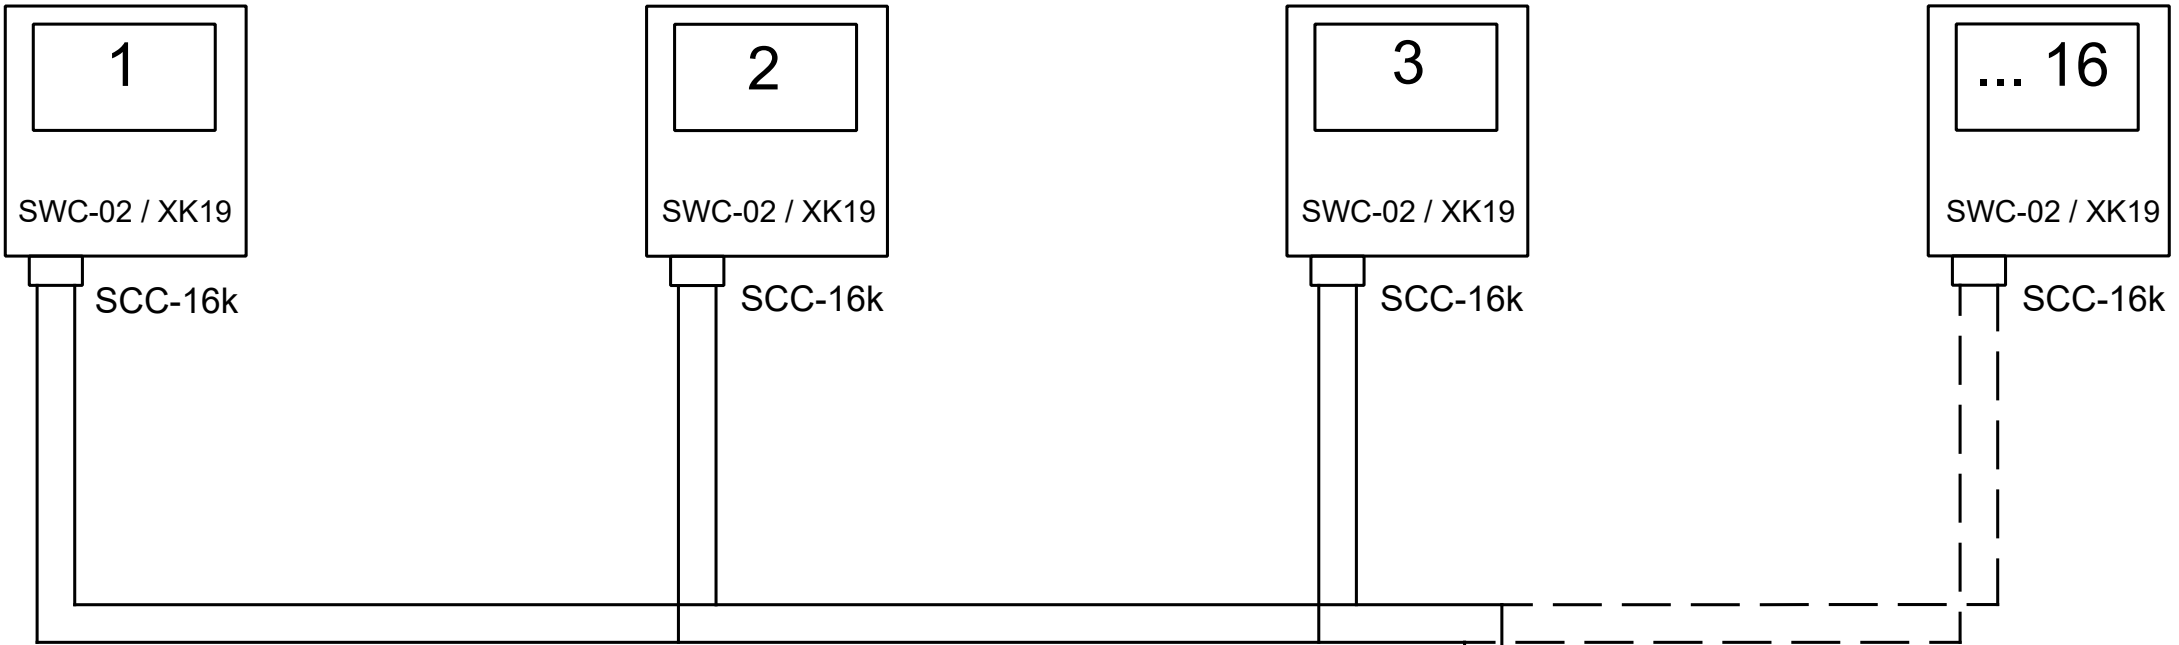 1
2
3
... 16
SWC-02 / XK19
SWC-02 / XK19
SWC-02 / XK19
SWC-02 / XK19
SCC-16k
SCC-16k
SCC-16k
SCC-16k